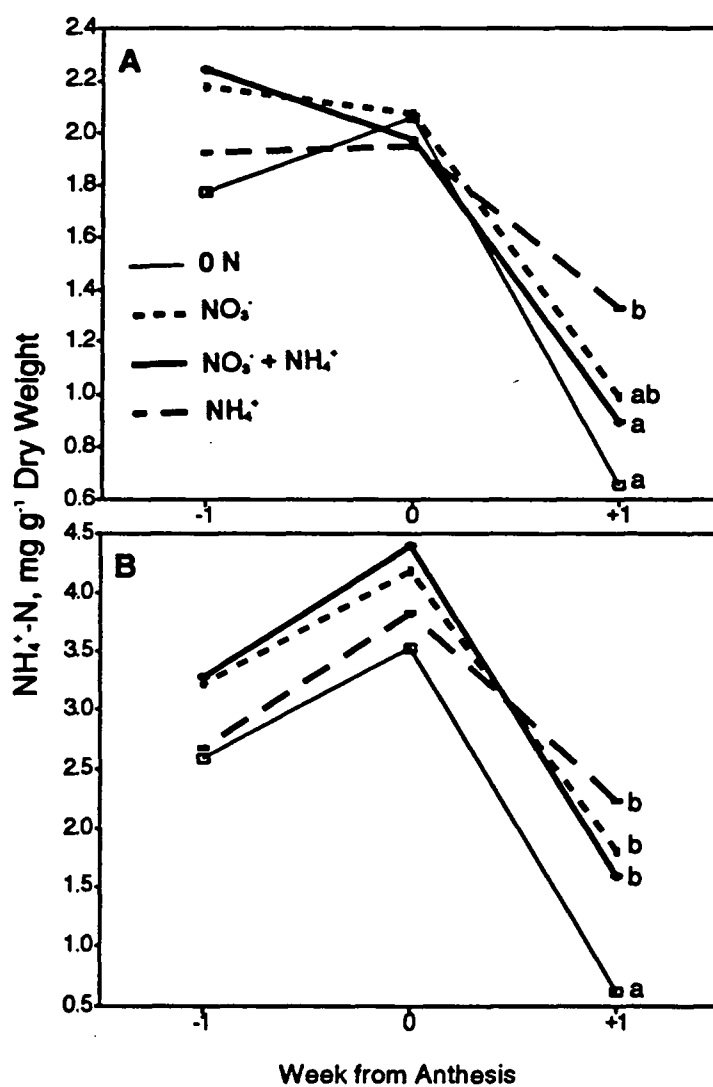 2.4
A
2.2
2.0
1.8
0 N
1.6
NO₃⁻
1.4
NO₃⁻ + NH₄⁺
1.2
NH₄⁺
1.0
0.8
0.6
b
ab
a
a
-1 0 +1
NH₄⁺-N, mg g⁻¹ Dry Weight
4.5
B
4.0
3.5
3.0
2.5
2.0
1.5
1.0
0.5
b
b
b
a
-1 0 +1
Week from Anthesis